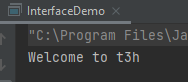 InterfaceDemo ×
"C:\Program Files\Ja
Welcome to t3h